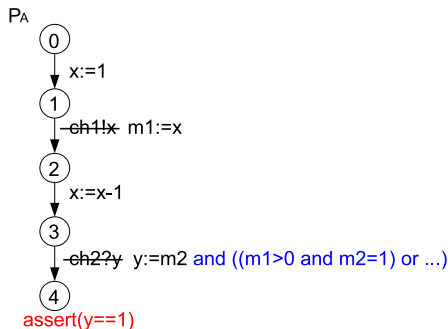 PA
0
x:=1
1
ch1!x m1:=x
2
x:=x-1
3
ch2?y y:=m2 and ((m1>0 and m2=1) or ...)
4
assert(y==1)